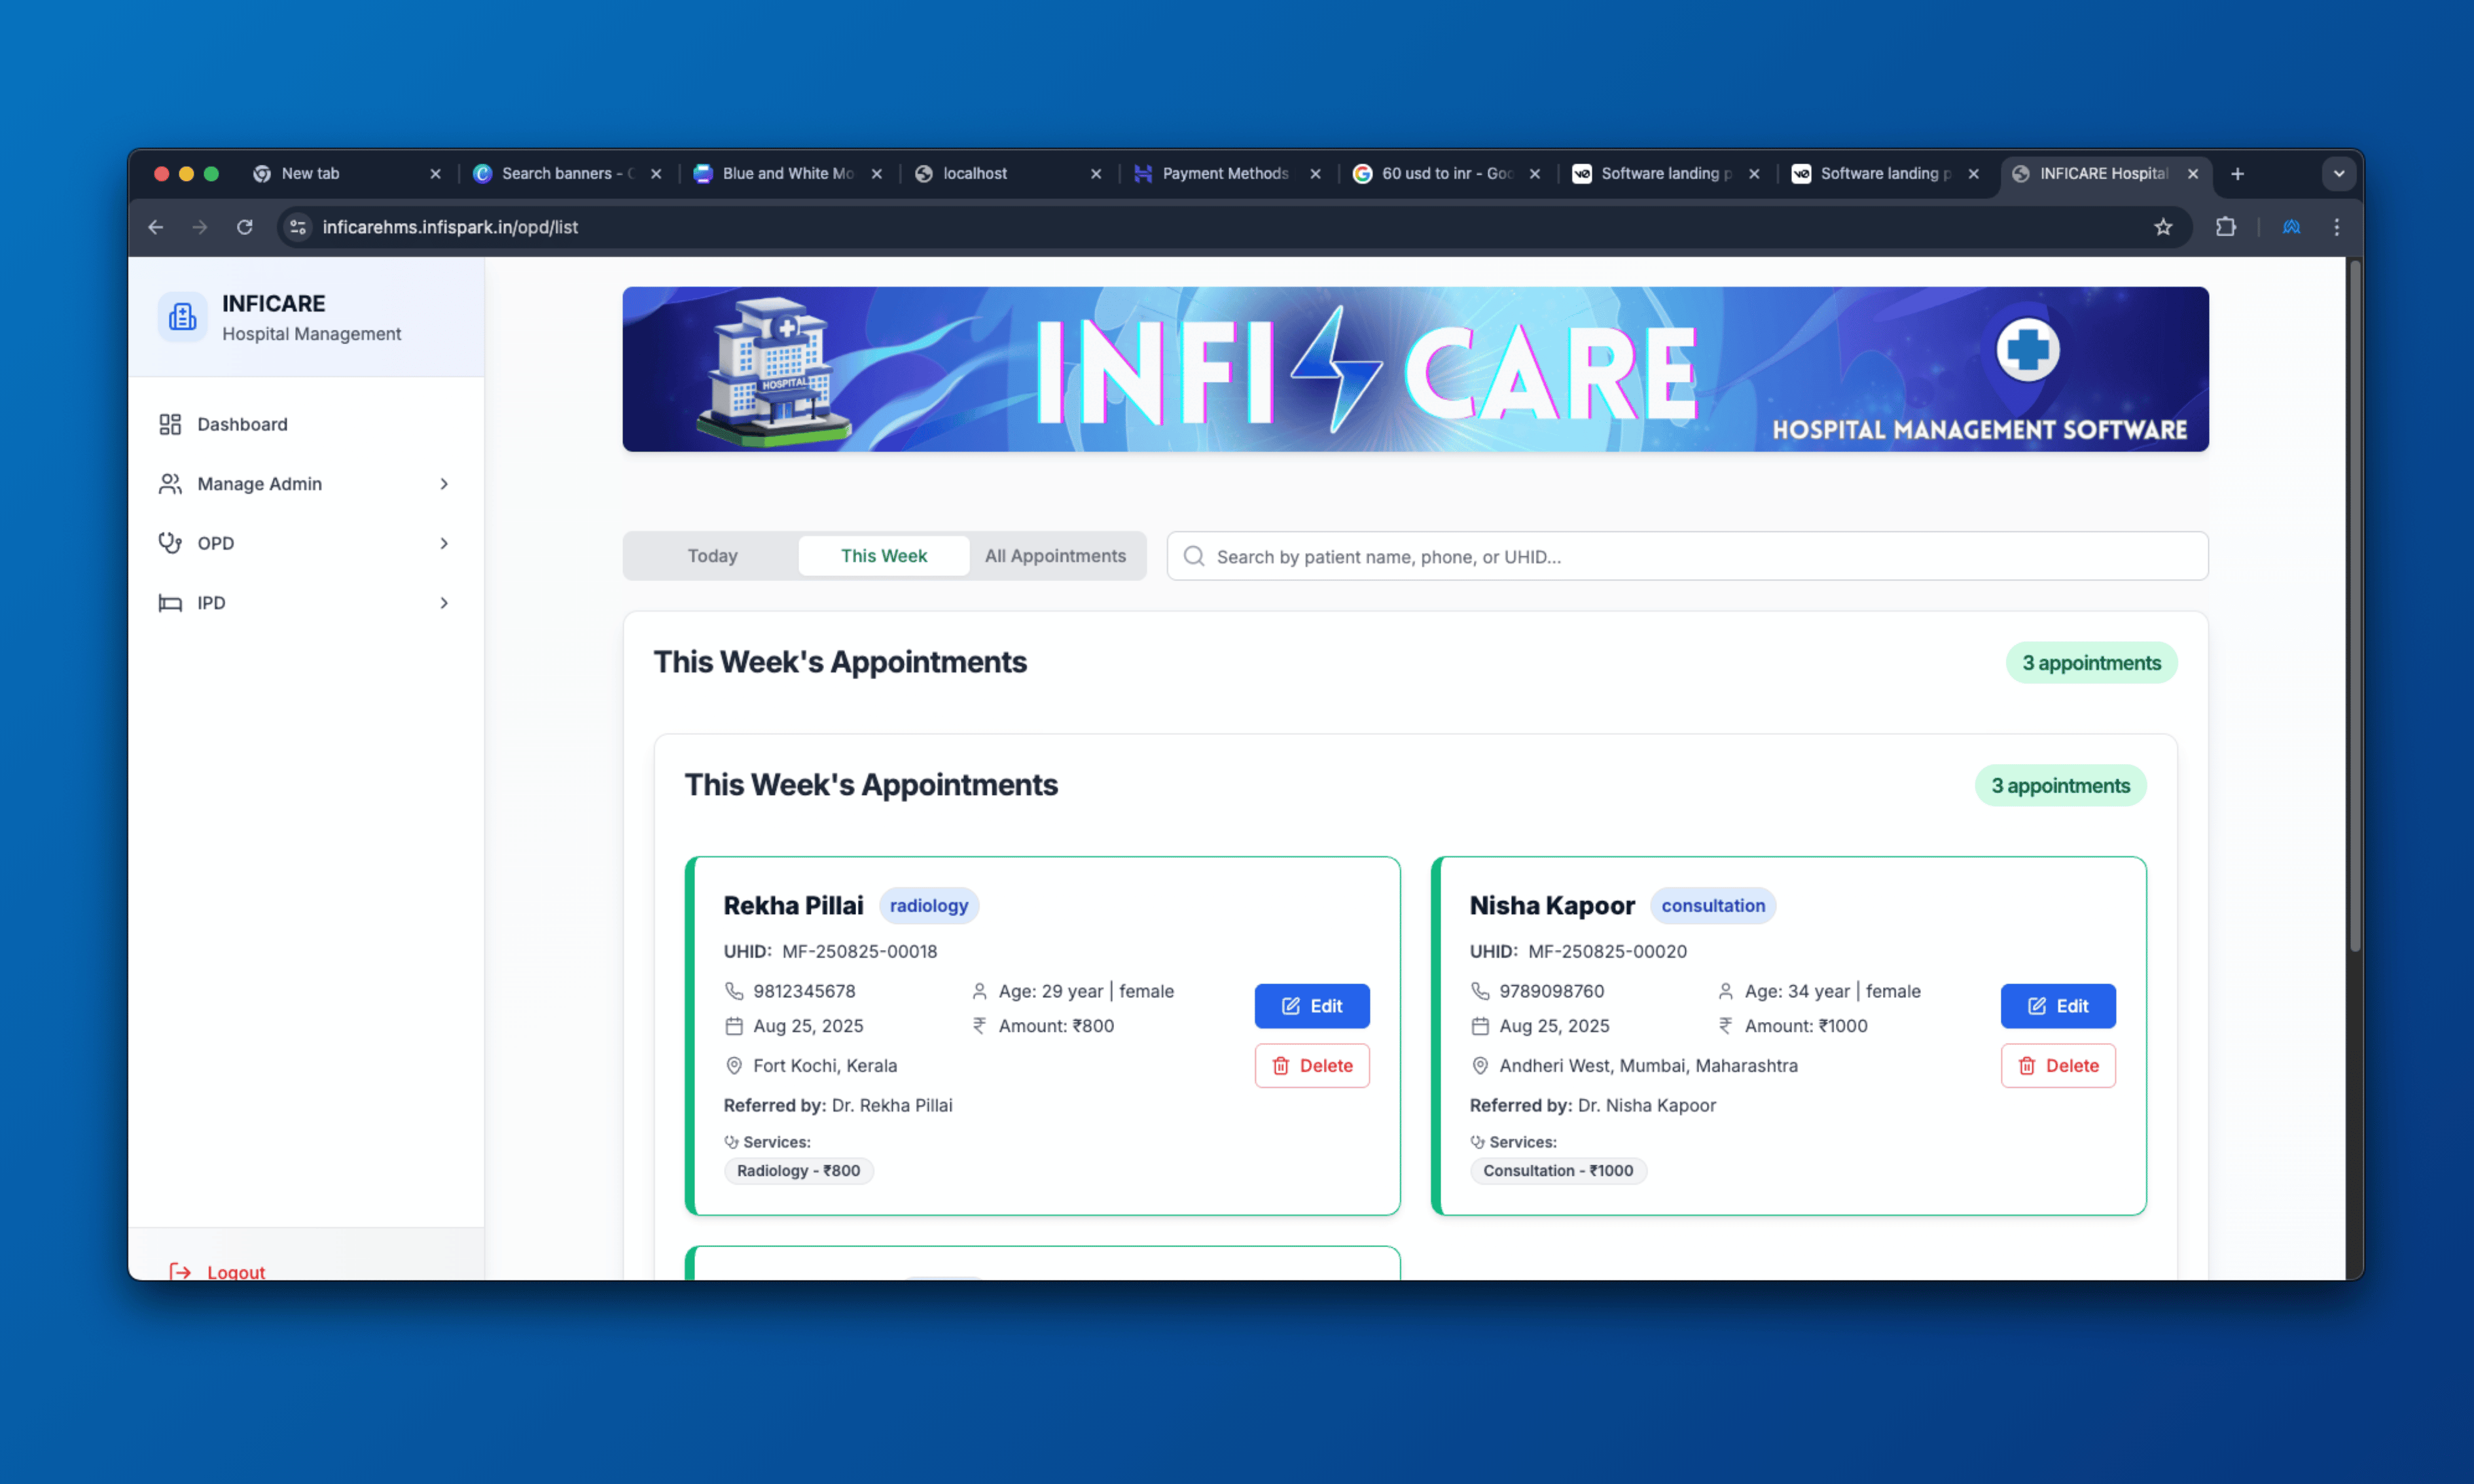 New tab
Search banners - C
Blue and White Mo
localhost
Payment Methods
60 usd to inr - Goo
Software landing p
Software landing p
INFICARE Hospital
inficarehms.infispark.in/opd/list
INFICARE
Hospital Management
Dashboard
Manage Admin
OPD
IPD
Logout
HOSPITAL
INFI CARE
HOSPITAL MANAGEMENT SOFTWARE
Today
This Week
All Appointments
Search by patient name, phone, or UHID...
This Week's Appointments
3 appointments
This Week's Appointments
3 appointments
Rekha Pillai radiology
UHID: MF-250825-00018
9812345678
Age: 29 year | female
Aug 25, 2025
Amount: ₹800
Fort Kochi, Kerala
Referred by: Dr. Rekha Pillai
Services:
Radiology - ₹800
Edit
Delete
Nisha Kapoor consultation
UHID: MF-250825-00020
9789098760
Age: 34 year | female
Aug 25, 2025
Amount: ₹1000
Andheri West, Mumbai, Maharashtra
Referred by: Dr. Nisha Kapoor
Services:
Consultation - ₹1000
Edit
Delete